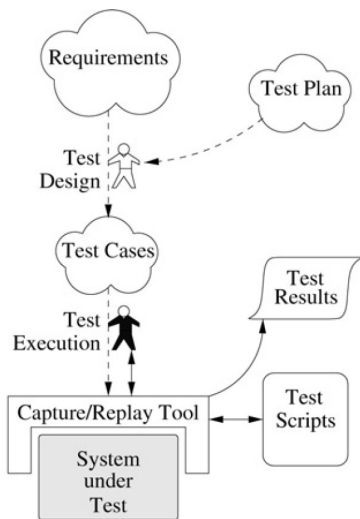 Requirements
Test Plan
Test
Design
Test Cases
Test
Execution
Test
Results
Capture/Replay Tool
Test
Scripts
System
under
Test